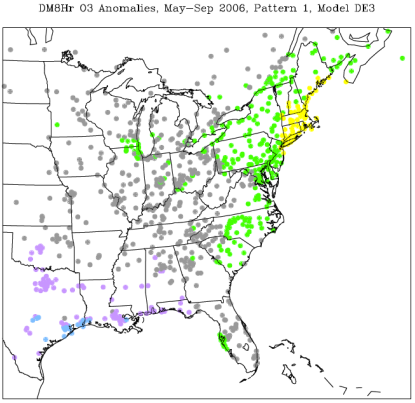 DM8Hr O3 Anomalies, May-Sep 2006, Pattern 1, Model DE3